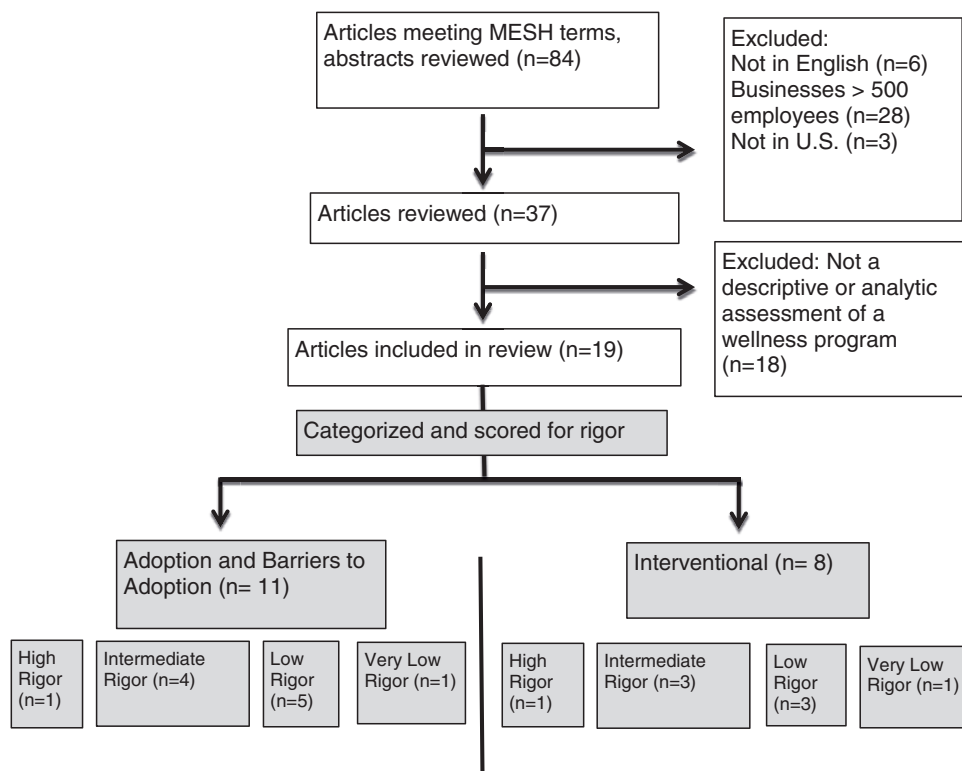 Articles meeting MESH terms,
abstracts reviewed (n=84)
Excluded:
Not in English (n=6)
Businesses > 500
employees (n=28)
Not in U.S. (n=3)
Articles reviewed (n=37)
Excluded: Not a
descriptive or analytic
assessment of a
wellness program
(n=18)
Articles included in review (n=19)
Categorized and scored for rigor
Adoption and Barriers to
Adoption (n= 11)
Interventional (n= 8)
High
Rigor
(n=1)
Intermediate
Rigor (n=4)
Low
Rigor
(n=5)
Very Low
Rigor (n=1)
High
Rigor
(n=1)
Intermediate
Rigor (n=3)
Low
Rigor
(n=3)
Very Low
Rigor (n=1)